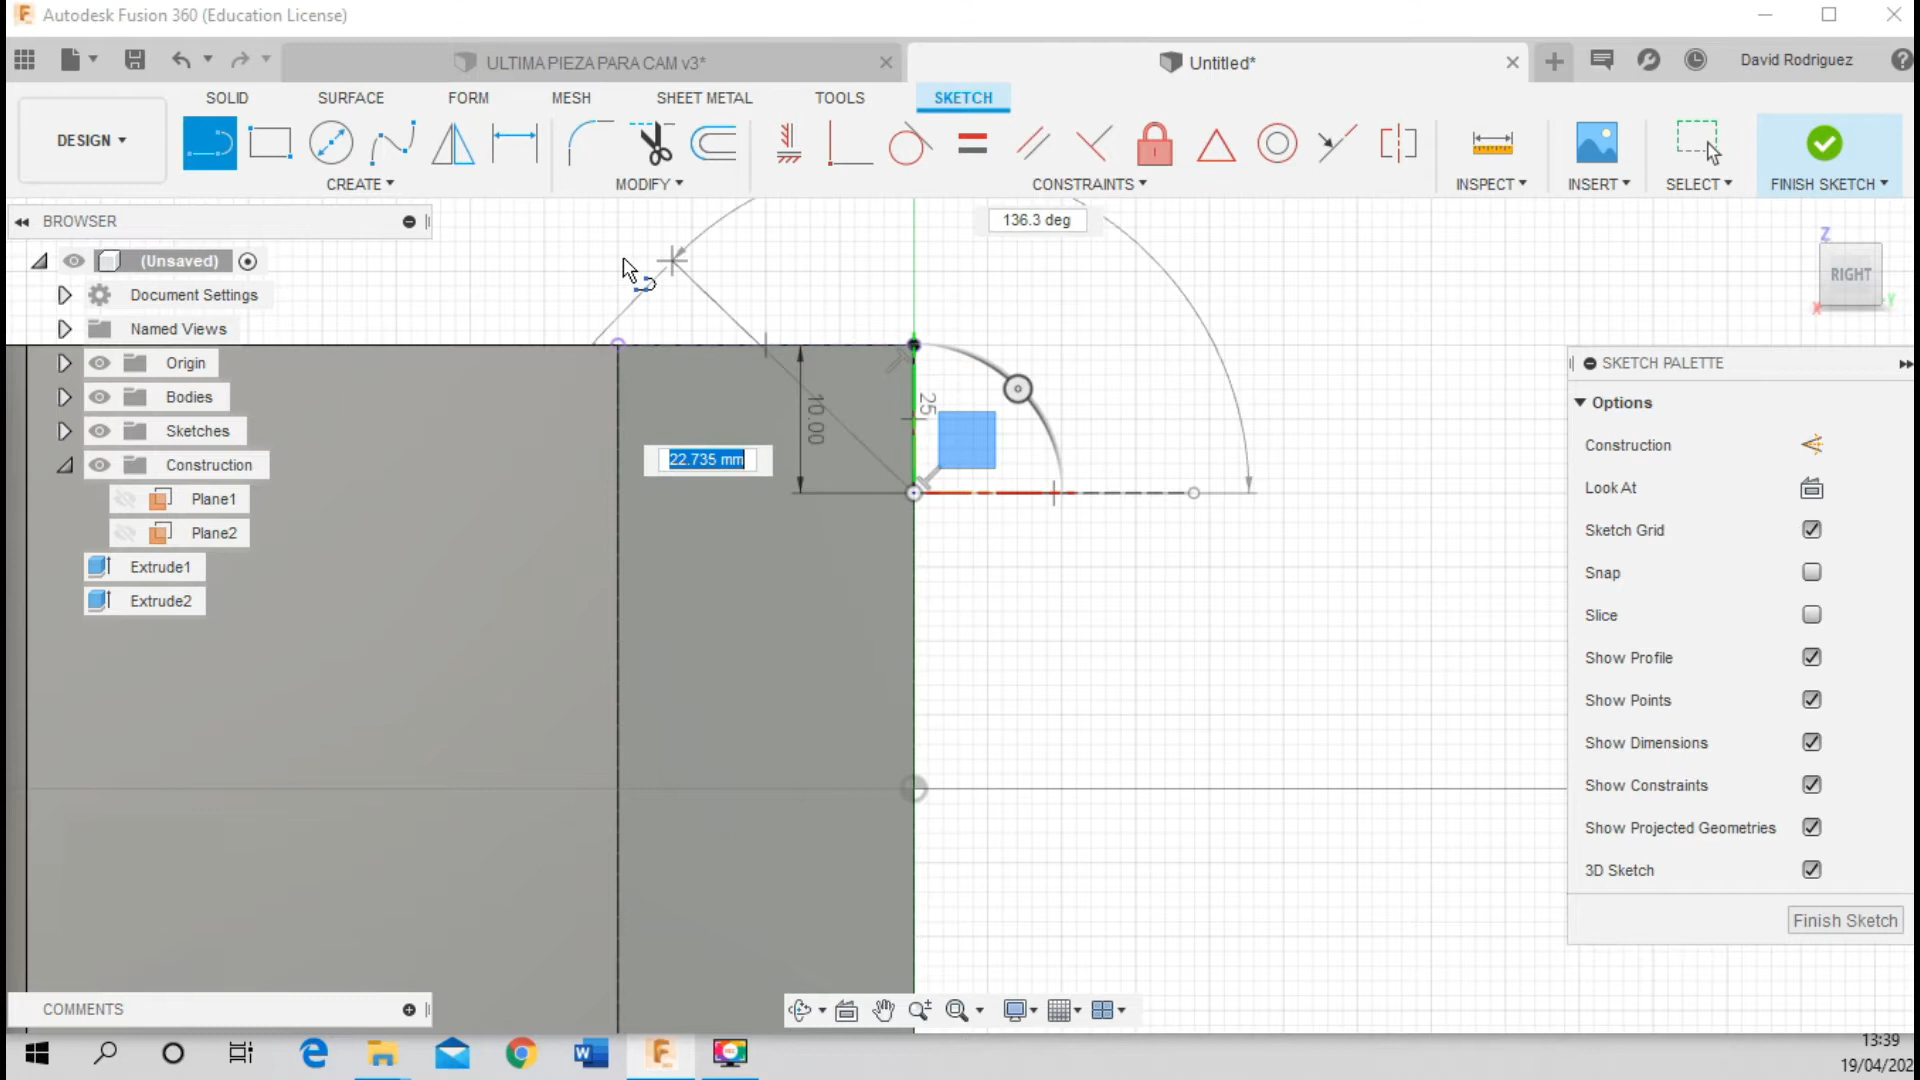 Autodesk Fusion 360 (Education License)
ULTIMA PIEZA PARA CAM v3*
Untitled*
David Rodriguez
DESIGN
SOLID
SURFACE
FORM
MESH
SHEET METAL
TOOLS
SKETCH
CREATE
MODIFY
CONSTRAINTS
INSPECT
INSERT
SELECT
FINISH SKETCH
BROWSER
(Unsaved)
Document Settings
Named Views
Origin
Bodies
Sketches
Construction
Plane1
Plane2
Extrude1
Extrude2
136.3 deg
10.00
25
22.735 mm
Z
RIGHT
X
Y
SKETCH PALETTE
Options
Construction
Look At
Sketch Grid
Snap
Slice
Show Profile
Show Points
Show Dimensions
Show Constraints
Show Projected Geometries
3D Sketch
Finish Sketch
COMMENTS
13:39
19/04/202